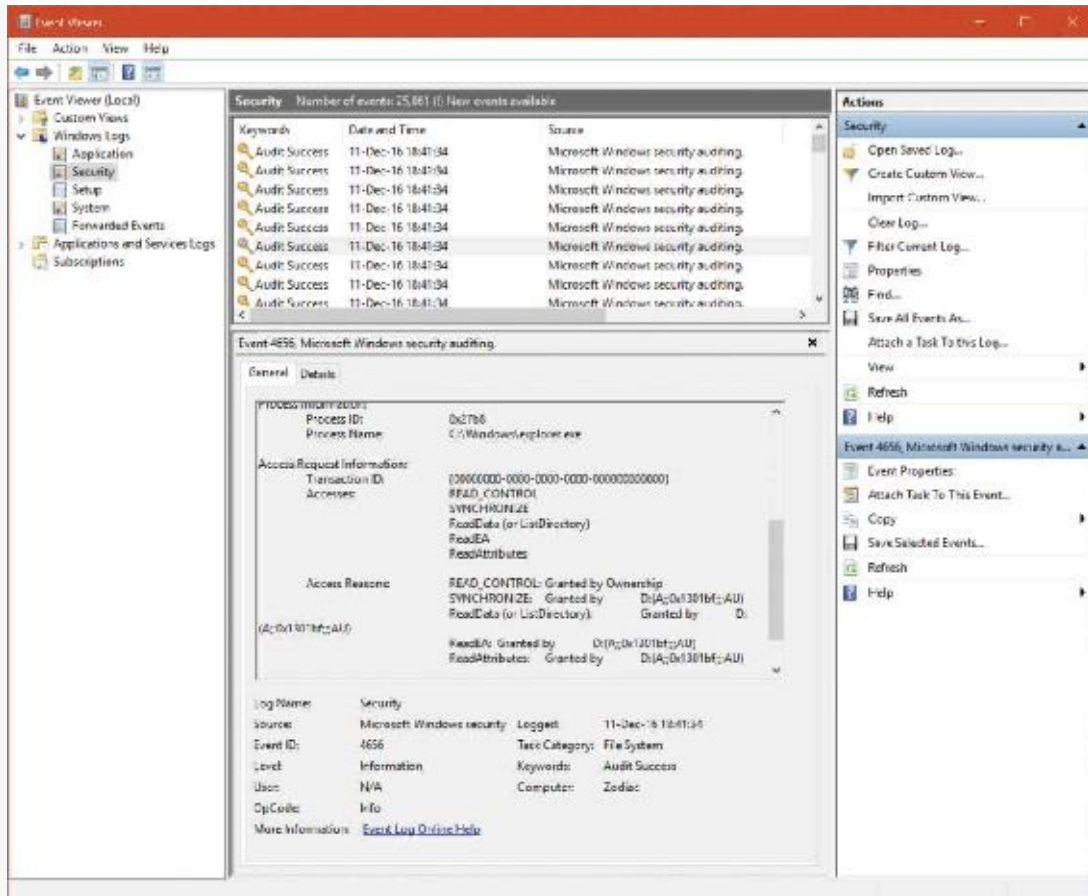 Event Viewer
File Action View Help
Event Viewer (Local)
Custom Views
Windows Logs
Application
Security
Setup
System
Forwarded Events
Applications and Services Logs
Subscriptions
Security Number of events: 25,861 (!) New events available
Keywords Date and Time Source
Audit Success 11-Dec-16 18:41:34 Microsoft Windows security auditing.
Audit Success 11-Dec-16 18:41:34 Microsoft Windows security auditing.
Audit Success 11-Dec-16 18:41:34 Microsoft Windows security auditing.
Audit Success 11-Dec-16 18:41:34 Microsoft Windows security auditing.
Audit Success 11-Dec-16 18:41:34 Microsoft Windows security auditing.
Audit Success 11-Dec-16 18:41:34 Microsoft Windows security auditing.
Audit Success 11-Dec-16 18:41:34 Microsoft Windows security auditing.
Audit Success 11-Dec-16 18:41:34 Microsoft Windows security auditing.
Audit Success 11-Dec-16 18:41:34 Microsoft Windows security auditing.
Event 4656, Microsoft Windows security auditing.
General Details
Process Information:
Process ID: 0x27b8
Process Name: C:\Windows\explorer.exe
Access Request Information:
Transaction ID: {00000000-0000-0000-0000-000000000000}
Accesses: READ_CONTROL
SYNCHRONIZE
ReadData (or ListDirectory)
ReadEA
ReadAttributes
Access Reasons: READ_CONTROL: Granted by Ownership
SYNCHRONIZE: Granted by D:(A;;0x1301bf;;;AU)
ReadData (or ListDirectory): Granted by D:
(A;;0x1301bf;;;AU)
ReadEA: Granted by D:(A;;0x1301bf;;;AU)
ReadAttributes: Granted by D:(A;;0x1301bf;;;AU)
Log Name: Security
Source: Microsoft Windows security Logged: 11-Dec-16 18:41:34
Event ID: 4656 Task Category: File System
Level: Information Keywords: Audit Success
User: N/A Computer: Zodiac
OpCode: Info
More Information: Event Log Online Help
Actions
Security
Open Saved Log...
Create Custom View...
Import Custom View...
Clear Log...
Filter Current Log...
Properties
Find...
Save All Events As...
Attach a Task To this Log...
View
Refresh
Help
Event 4656, Microsoft Windows security a...
Event Properties
Attach Task To This Event...
Copy
Save Selected Events...
Refresh
Help